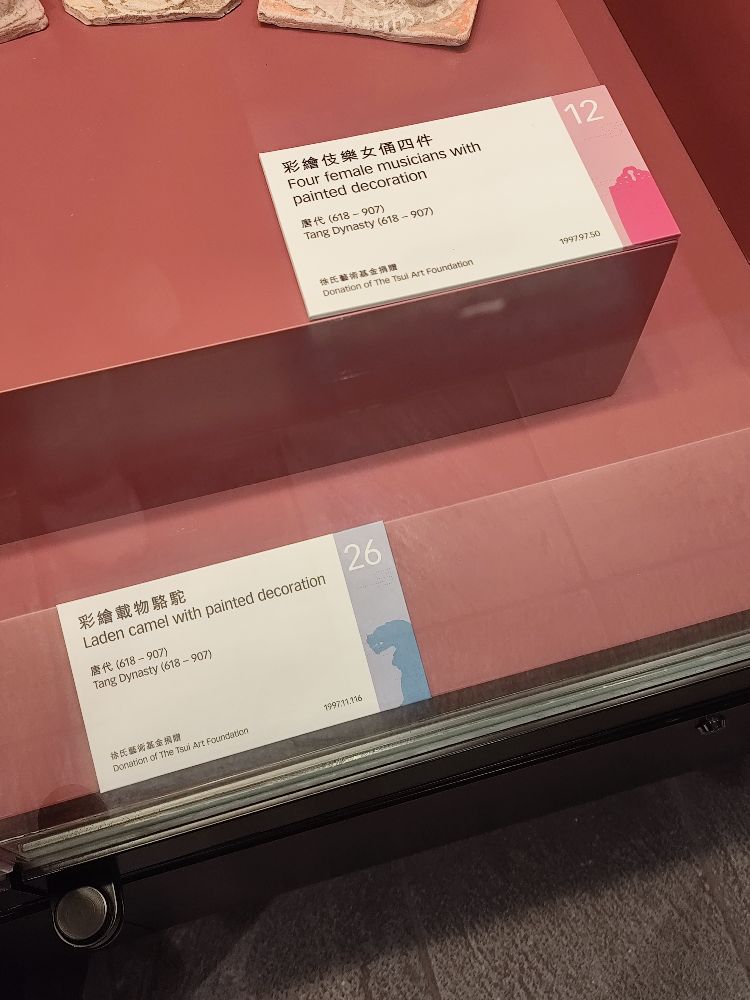 12
彩繪伎樂女俑四件
Four female musicians with
painted decoration
唐代 (618 – 907)
Tang Dynasty (618 – 907)
1997.97.50
徐氏藝術基金捐贈
Donation of The Tsui Art Foundation
26
彩繪載物駱駝
Laden camel with painted decoration
唐代 (618 – 907)
Tang Dynasty (618 – 907)
1997.11.116
徐氏藝術基金捐贈
Donation of The Tsui Art Foundation